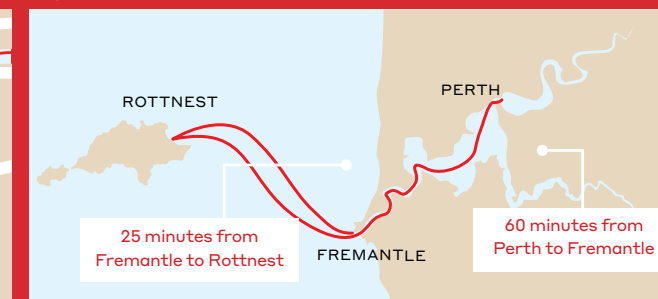 ROTTNEST
PERTH
25 minutes from
Fremantle to Rottnest
FREMANTLE
60 minutes from
Perth to Fremantle